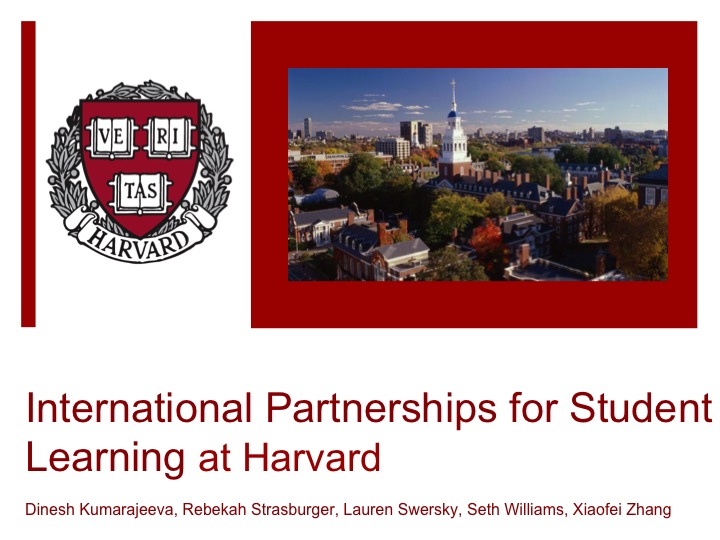 VE RI
TAS
HARVARD
International Partnerships for Student
Learning at Harvard
Dinesh Kumarajeeva, Rebekah Strasburger, Lauren Swersky, Seth Williams, Xiaofei Zhang